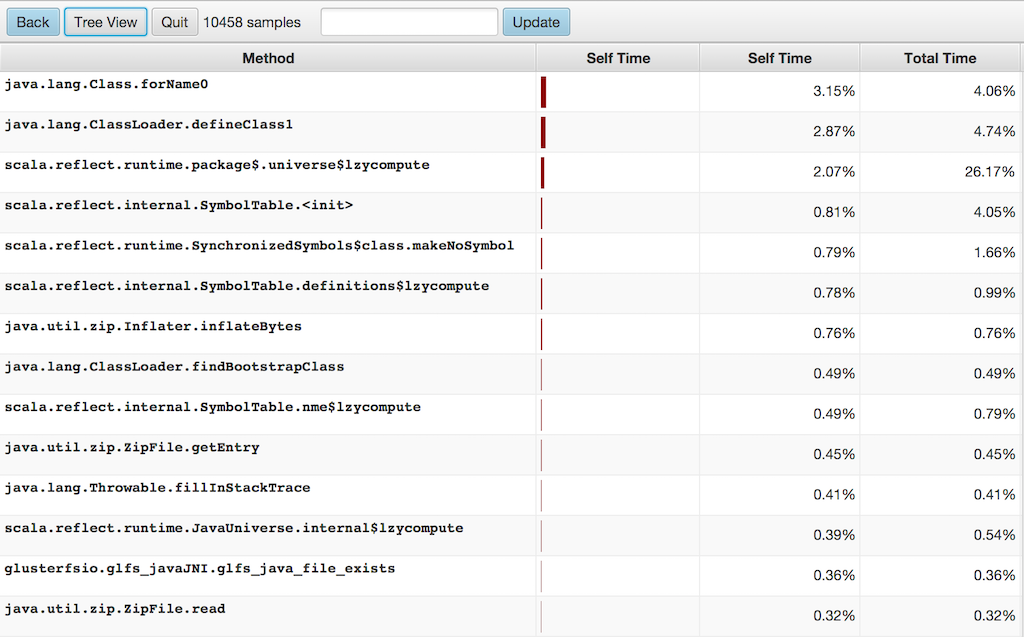 Back Tree View Quit 10458 samples Update
Method Self Time Self Time Total Time
java.lang.Class.forName0 3.15% 4.06%
java.lang.ClassLoader.defineClass1 2.87% 4.74%
scala.reflect.runtime.package$.universe$lzycompute 2.07% 26.17%
scala.reflect.internal.SymbolTable.<init> 0.81% 4.05%
scala.reflect.runtime.SynchronizedSymbols$class.makeNoSymbol 0.79% 1.66%
scala.reflect.internal.SymbolTable.definitions$lzycompute 0.78% 0.99%
java.util.zip.Inflater.inflateBytes 0.76% 0.76%
java.lang.ClassLoader.findBootstrapClass 0.49% 0.49%
scala.reflect.internal.SymbolTable.nme$lzycompute 0.49% 0.79%
java.util.zip.ZipFile.getEntry 0.45% 0.45%
java.lang.Throwable.fillInStackTrace 0.41% 0.41%
scala.reflect.runtime.JavaUniverse.internal$lzycompute 0.39% 0.54%
glusterfsio.glfs_javaJNI.glfs_java_file_exists 0.36% 0.36%
java.util.zip.ZipFile.read 0.32% 0.32%